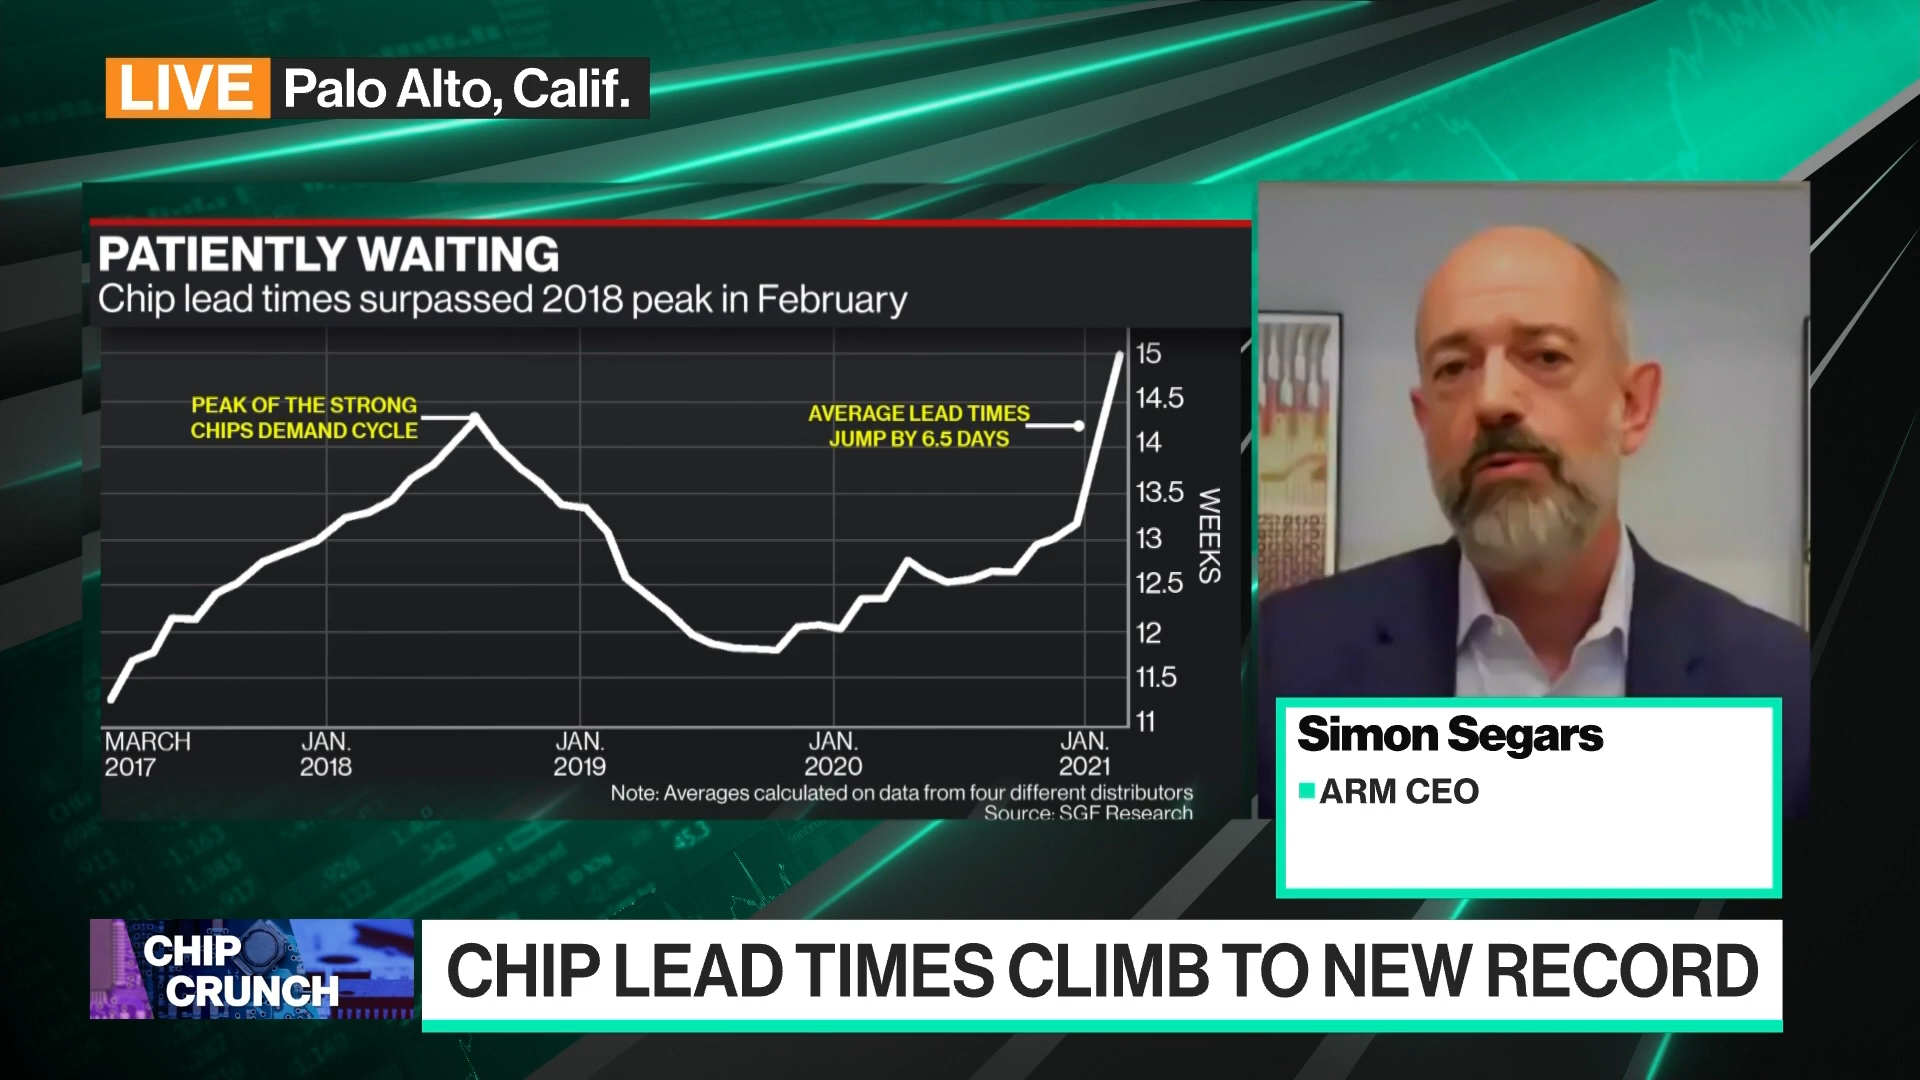 LIVE Palo Alto, Calif.
PATIENTLY WAITING
Chip lead times surpassed 2018 peak in February
PEAK OF THE STRONG
CHIPS DEMAND CYCLE
AVERAGE LEAD TIMES
JUMP BY 6.5 DAYS
15
14.5
14
13.5
13
12.5
12
11.5
11
WEEKS
MARCH
2017
JAN.
2018
JAN.
2019
JAN.
2020
JAN.
2021
Note: Averages calculated on data from four different distributors
Source: SGF Research
Simon Segars
ARM CEO
CHIP
CRUNCH
CHIP LEAD TIMES CLIMB TO NEW RECORD